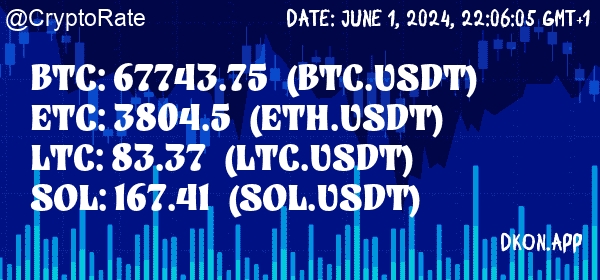 @CryptoRate
DATE: JUNE 1, 2024, 22:06:05 GMT+1
BTC: 67743.75 (BTC.USDT)
ETC: 3804.5 (ETH.USDT)
LTC: 83.37 (LTC.USDT)
SOL: 167.41 (SOL.USDT)
DKON.APP